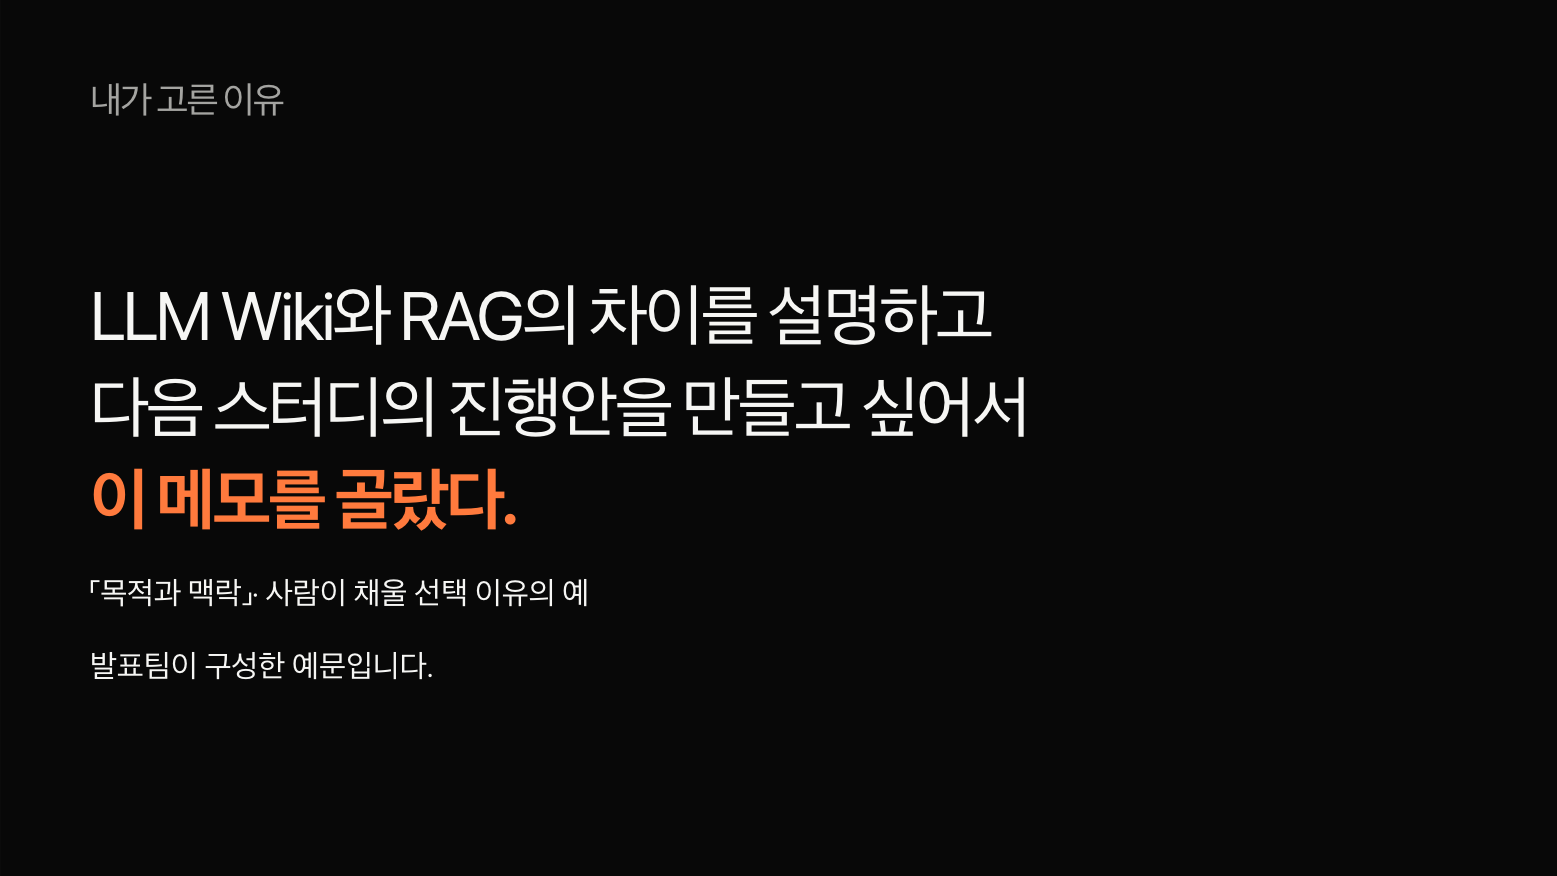 내가 고른 이유
LLM Wiki와 RAG의 차이를 설명하고
다음 스터디의 진행안을 만들고 싶어서
이 메모를 골랐다.
「목적과 맥락」· 사람이 채울 선택 이유의 예
발표팀이 구성한 예문입니다.